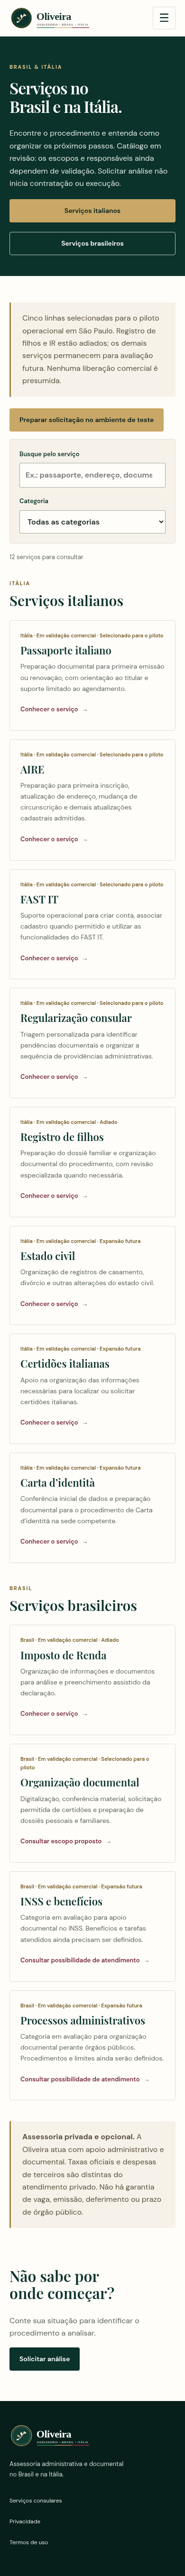 Oliveira
ASSESSORIA • BRASIL • ITÁLIA
BRASIL & ITÁLIA
Serviços no
Brasil e na Itália.
Encontre o procedimento e entenda como
organizar os próximos passos. Catálogo em
revisão: os escopos e responsáveis ainda
dependem de validação. Solicitar análise não
inicia contratação ou execução.
Serviços italianos
Serviços brasileiros
Cinco linhas selecionadas para o piloto
operacional em São Paulo. Registro de
filhos e IR estão adiados; os demais
serviços permanecem para avaliação
futura. Nenhuma liberação comercial é
presumida.
Preparar solicitação no ambiente de teste
Busque pelo serviço
Ex.: passaporte, endereço, docume
Categoria
Todas as categorias
12 serviços para consultar
ITÁLIA
Serviços italianos
Itália · Em validação comercial · Selecionado para o piloto
Passaporte italiano
Preparação documental para primeira emissão
ou renovação, com orientação ao titular e
suporte limitado ao agendamento.
Conhecer o serviço →
Itália · Em validação comercial · Selecionado para o piloto
AIRE
Preparação para primeira inscrição,
atualização de endereço, mudança de
circunscrição e demais atualizações
cadastrais admitidas.
Conhecer o serviço →
Itália · Em validação comercial · Selecionado para o piloto
FAST IT
Suporte operacional para criar conta, associar
cadastro quando permitido e utilizar as
funcionalidades do FAST IT.
Conhecer o serviço →
Itália · Em validação comercial · Selecionado para o piloto
Regularização consular
Triagem personalizada para identificar
pendências documentais e organizar a
sequência de providências administrativas.
Conhecer o serviço →
Itália · Em validação comercial · Adiado
Registro de filhos
Preparação do dossiê familiar e organização
documental do procedimento, com revisão
especializada quando necessária.
Conhecer o serviço →
Itália · Em validação comercial · Expansão futura
Estado civil
Organização de registros de casamento,
divórcio e outras alterações do estado civil.
Conhecer o serviço →
Itália · Em validação comercial · Expansão futura
Certidões italianas
Apoio na organização das informações
necessárias para localizar ou solicitar
certidões italianas.
Conhecer o serviço →
Itália · Em validação comercial · Expansão futura
Carta d’identità
Conferência inicial de dados e preparação
documental para o procedimento de Carta
d’identità na sede competente.
Conhecer o serviço →
BRASIL
Serviços brasileiros
Brasil · Em validação comercial · Adiado
Imposto de Renda
Organização de informações e documentos
para análise e preenchimento assistido da
declaração.
Conhecer o serviço →
Brasil · Em validação comercial · Selecionado para o
piloto
Organização documental
Digitalização, conferência material, solicitação
permitida de certidões e preparação de
dossiês pessoais e familiares.
Consultar escopo proposto →
Brasil · Em validação comercial · Expansão futura
INSS e benefícios
Categoria em avaliação para apoio
documental no INSS. Benefícios e tarefas
atendidos ainda precisam ser definidos.
Consultar possibilidade de atendimento →
Brasil · Em validação comercial · Expansão futura
Processos administrativos
Categoria em avaliação para organização
documental perante órgãos públicos.
Procedimentos e limites ainda serão definidos.
Consultar possibilidade de atendimento →
Assessoria privada e opcional. A
Oliveira atua com apoio administrativo e
documental. Taxas oficiais e despesas
de terceiros são distintas do
atendimento privado. Não há garantia
de vaga, emissão, deferimento ou prazo
de órgão público.
Não sabe por
onde começar?
Conte sua situação para identificar o
procedimento a analisar.
Solicitar análise
Oliveira
ASSESSORIA • BRASIL • ITÁLIA
Assessoria administrativa e documental
no Brasil e na Itália.
Serviços consulares
Privacidade
Termos de uso